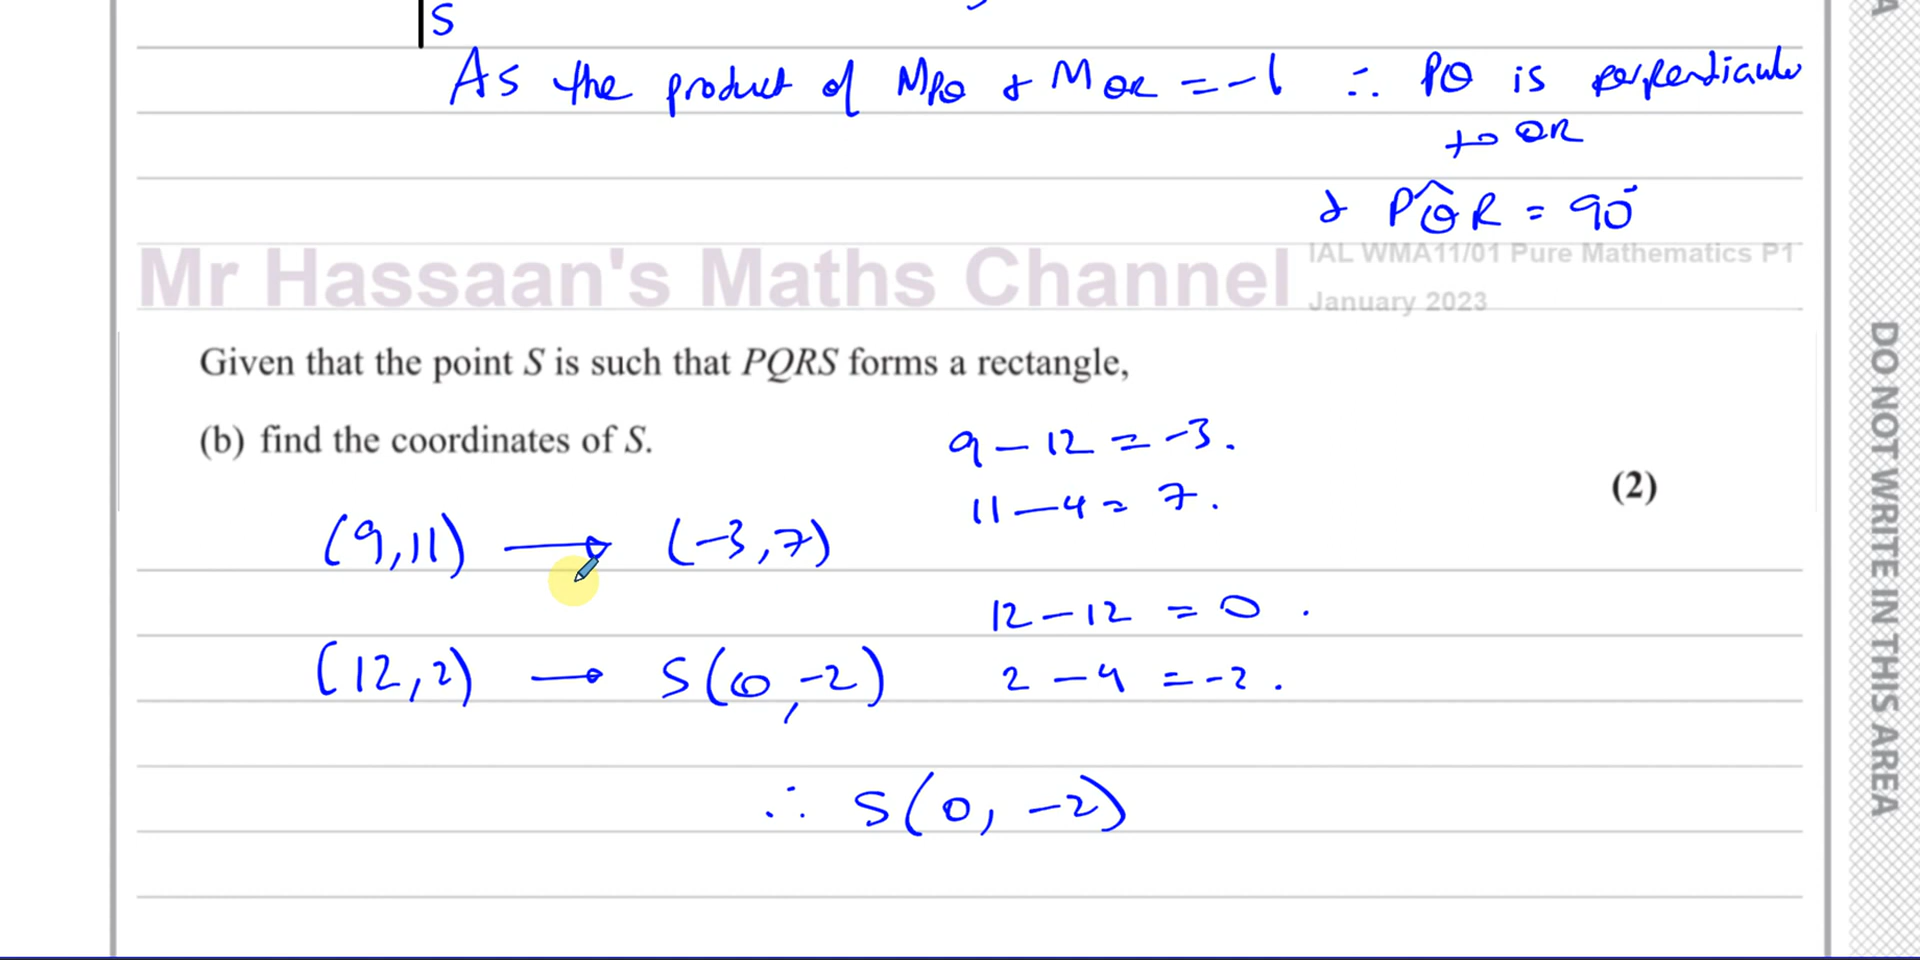 S
As the product of MPQ & MQR = -1 ∴ PQ is perpendicular
to QR
& PQ̂R = 90°
Mr Hassaan's Maths Channel
IAL WMA11/01 Pure Mathematics P1
January 2023
Given that the point S is such that PQRS forms a rectangle,
(b) find the coordinates of S.
9 - 12 = -3.
(2)
11 - 4 = 7.
(9,11) → (-3,7)
12 - 12 = 0.
(12,2) → S(0,-2)
2 - 4 = -2.
∴ S(0, -2)
DO NOT WRITE IN THIS AREA